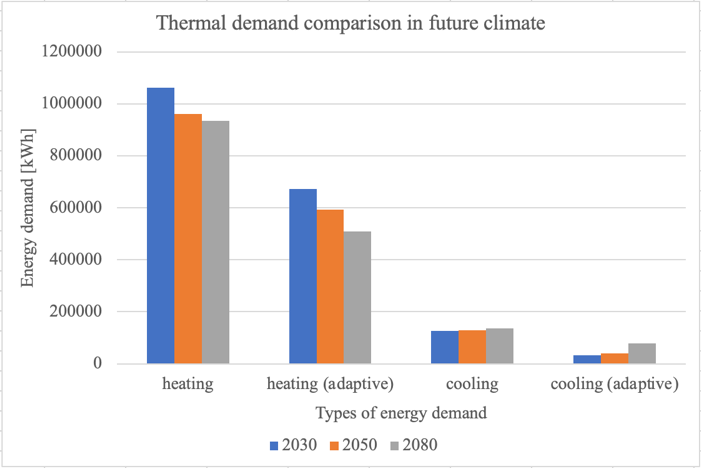 Thermal demand comparison in future climate
1200000
1000000
800000
600000
400000
200000
0
Energy demand [kWh]
heating
heating (adaptive)
cooling
cooling (adaptive)
Types of energy demand
2030
2050
2080